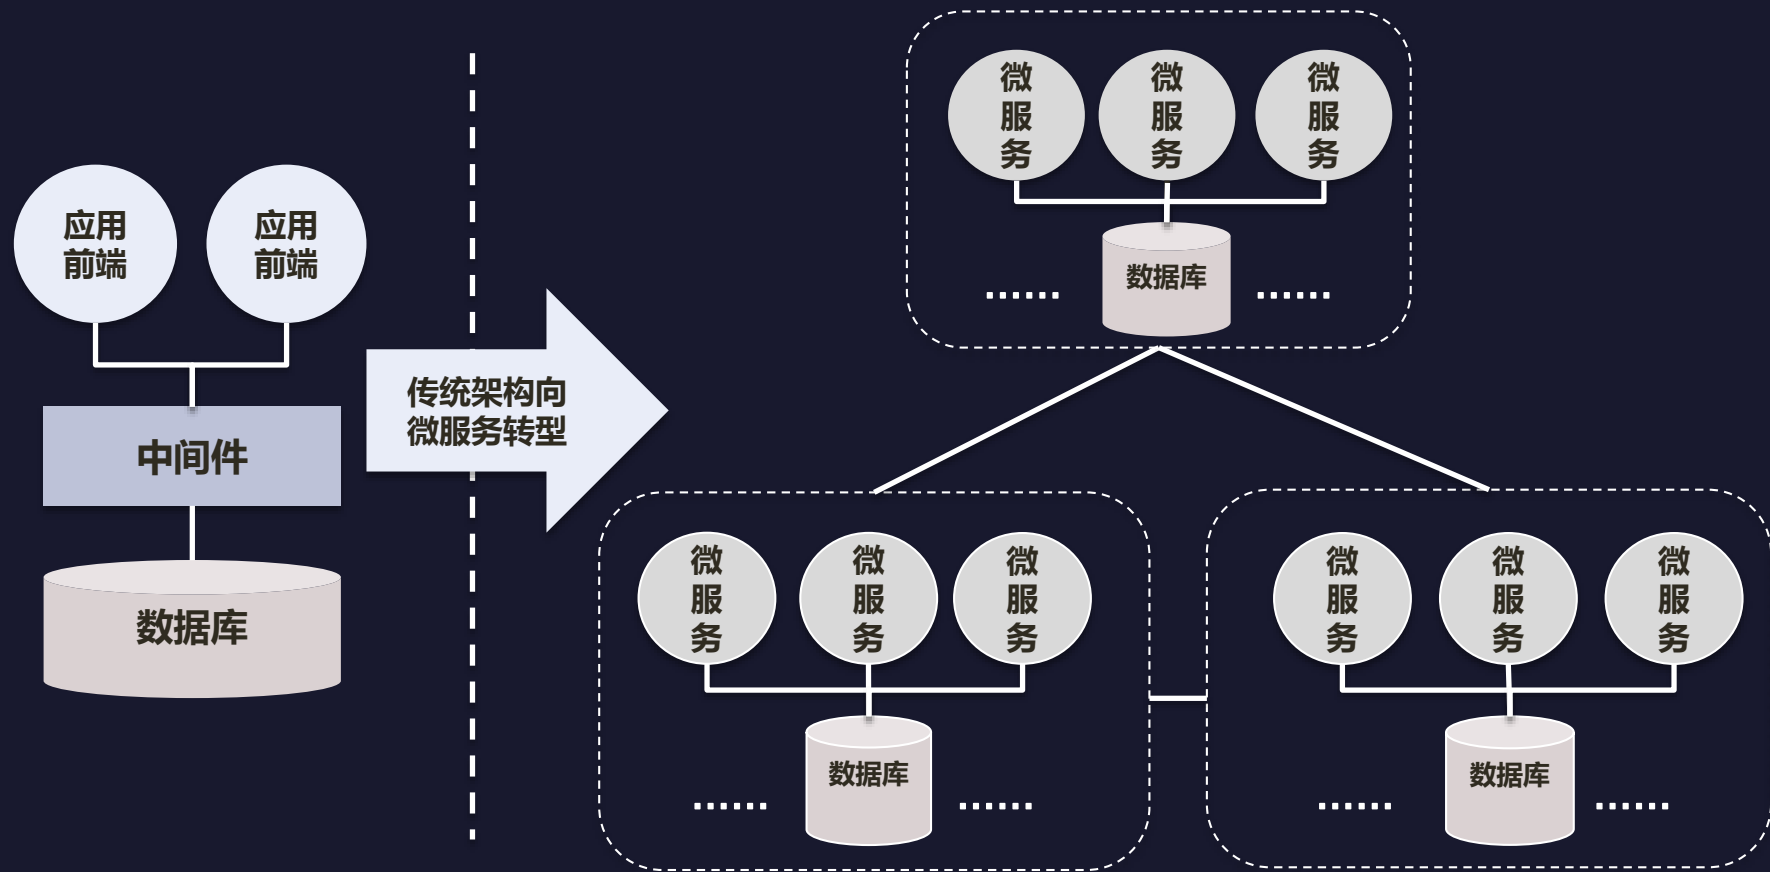 应用
前端
应用
前端
中间件
数据库
传统架构向
微服务转型
微
服
务
微
服
务
微
服
务
数据库
......
......
微
服
务
微
服
务
微
服
务
数据库
......
......
微
服
务
微
服
务
微
服
务
数据库
......
......